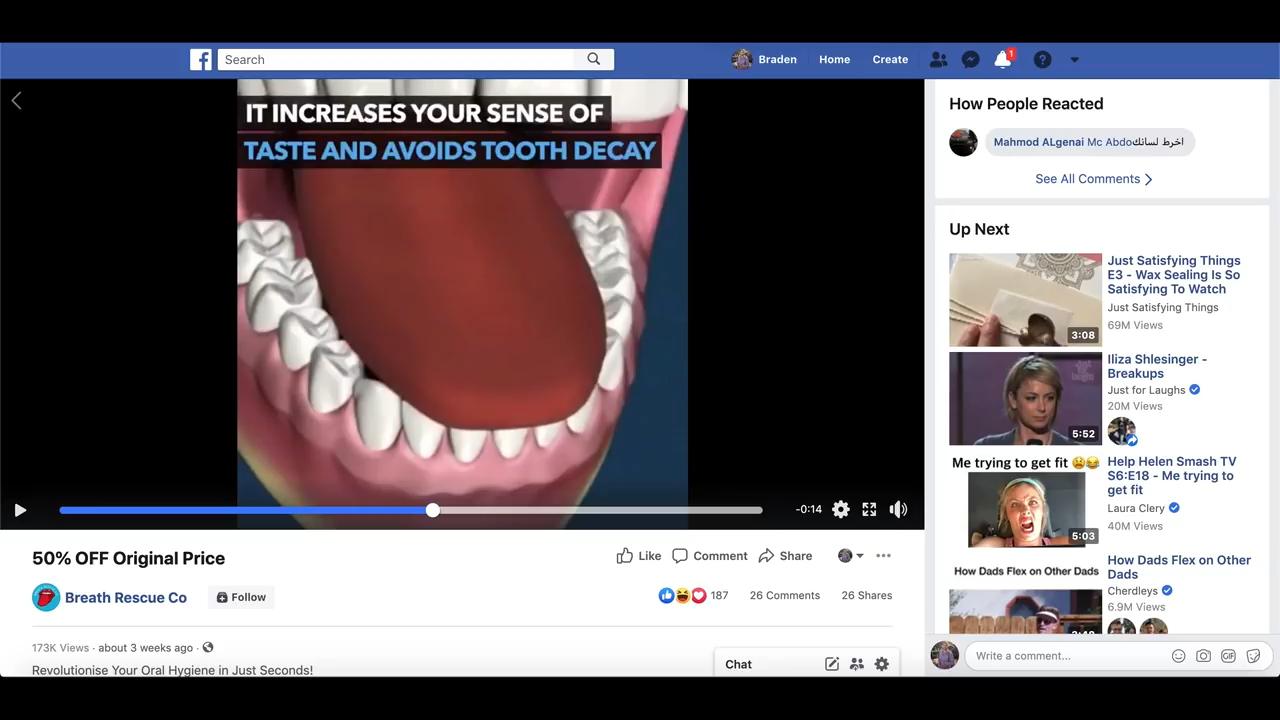 Search
Braden
Home
Create
1
IT INCREASES YOUR SENSE OF
TASTE AND AVOIDS TOOTH DECAY
-0:14
50% OFF Original Price
Like
Comment
Share
Breath Rescue Co
Follow
187
26 Comments
26 Shares
173K Views · about 3 weeks ago ·
Revolutionise Your Oral Hygiene in Just Seconds!
Chat
How People Reacted
Mahmod ALgenai Mc Abdoاخرط لسانك
See All Comments
Up Next
3:08
Just Satisfying Things
E3 - Wax Sealing Is So
Satisfying To Watch
Just Satisfying Things
69M Views
5:52
Iliza Shlesinger -
Breakups
Just for Laughs
20M Views
Me trying to get fit
5:03
Help Helen Smash TV
S6:E18 - Me trying to
get fit
Laura Clery
40M Views
How Dads Flex on Other Dads
How Dads Flex on Other
Dads
Cherdleys
6.9M Views
Write a comment...
GIF